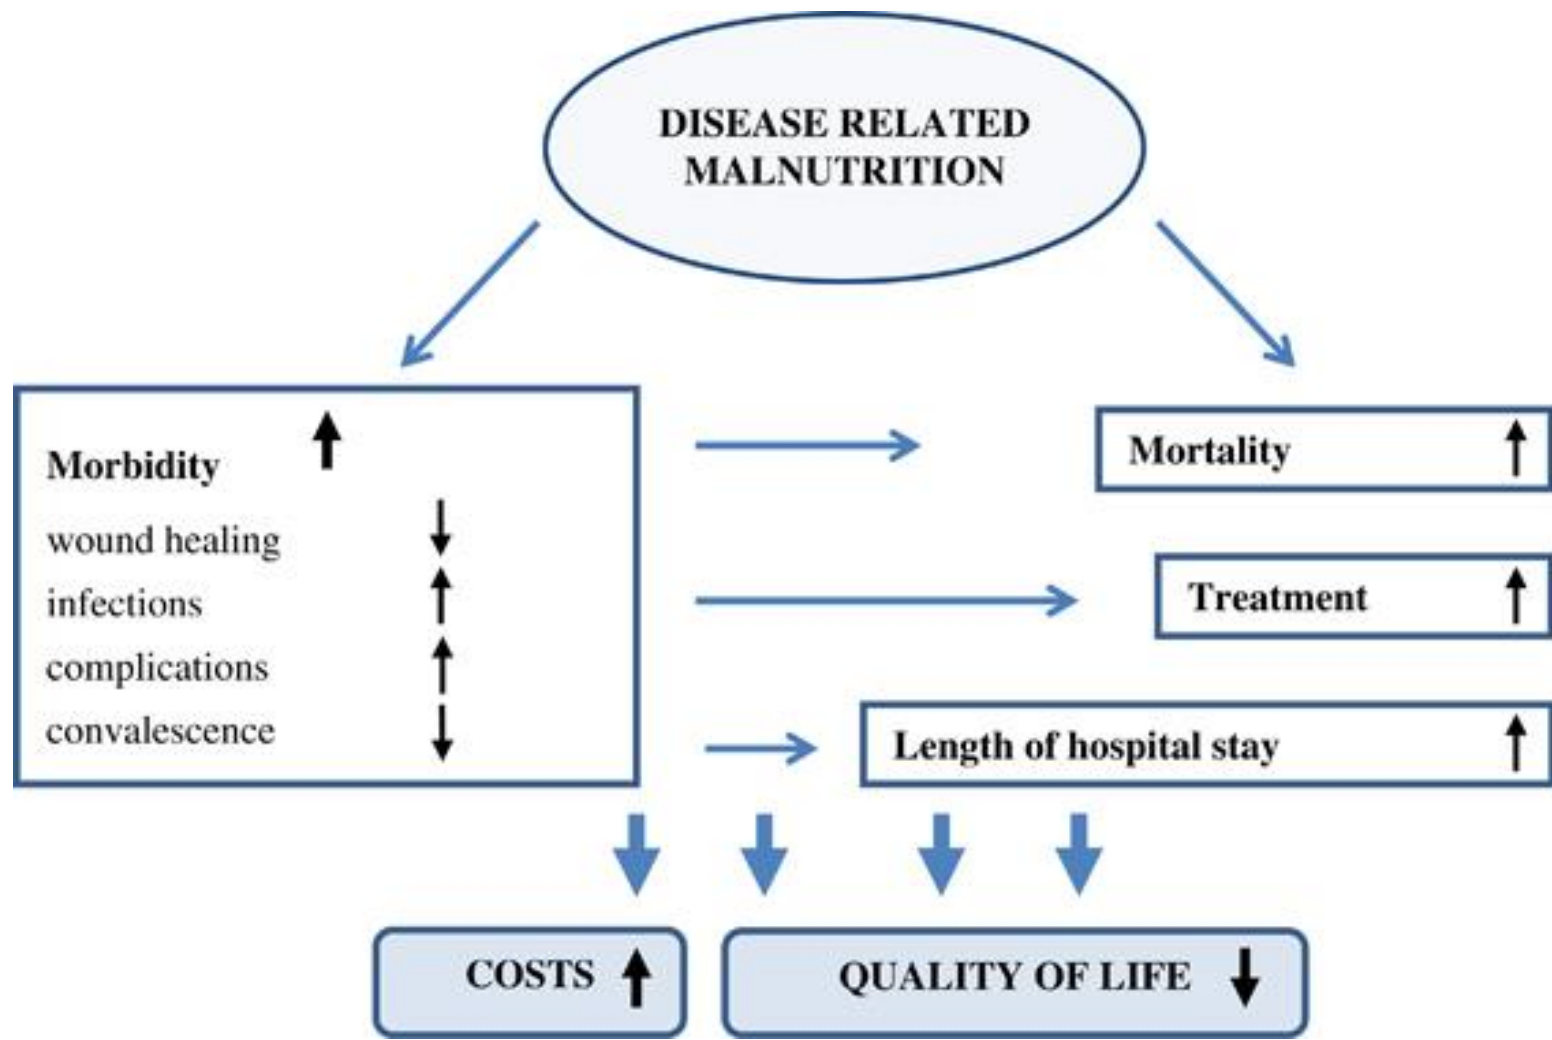 DISEASE RELATED
MALNUTRITION
Morbidity
wound healing
infections
complications
convalescence
Mortality
Treatment
Length of hospital stay
COSTS
QUALITY OF LIFE